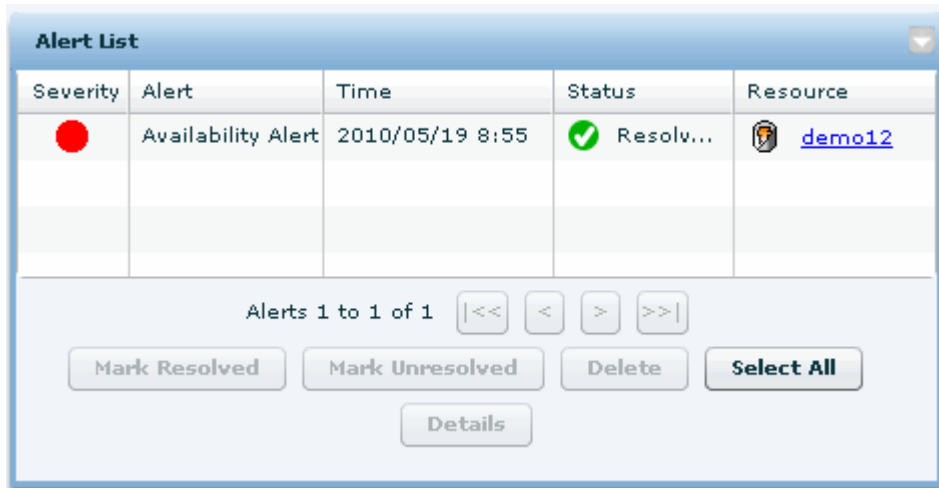 Alert List
Severity Alert Time Status Resource
Availability Alert 2010/05/19 8:55 Resolv... demo12
Alerts 1 to 1 of 1 |<< < > >>|
Mark Resolved Mark Unresolved Delete Select All
Details